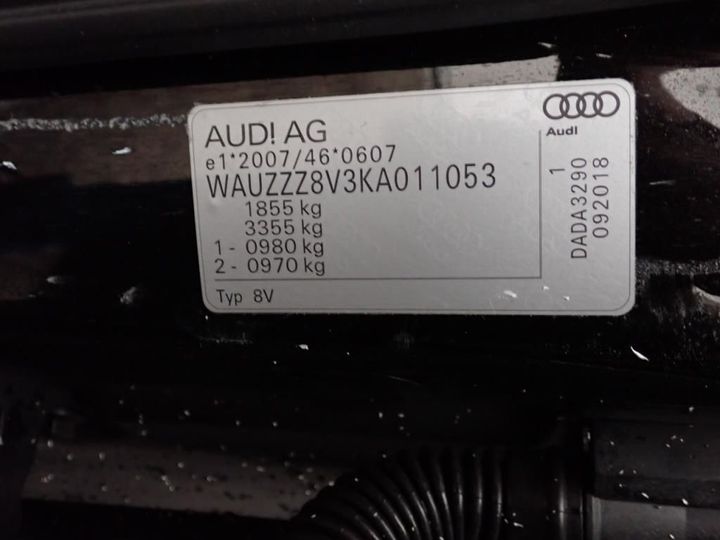 AUDI AG
e1*2007/46*0607
WAUZZZ8V3KA011053
1855 kg
3355 kg
1 - 0980 kg
2 - 0970 kg
Typ 8V
Audi
1
DADA3290
092018